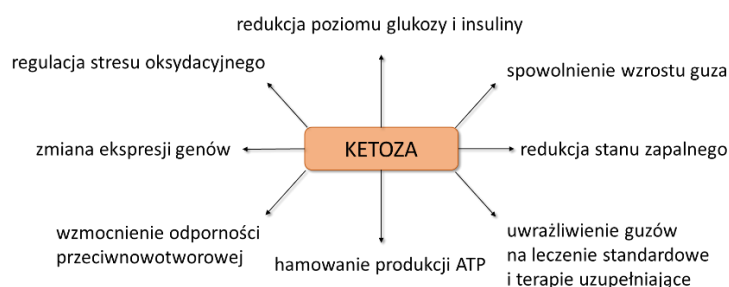 redukcja poziomu glukozy i insuliny
regulacja stresu oksydacyjnego
spowolnienie wzrostu guza
zmiana ekspresji genów
KETOZA
redukcja stanu zapalnego
wzmocnienie odporności
przeciwnowotworowej
hamowanie produkcji ATP
uwrażliwienie guzów
na leczenie standardowe
i terapie uzupełniające